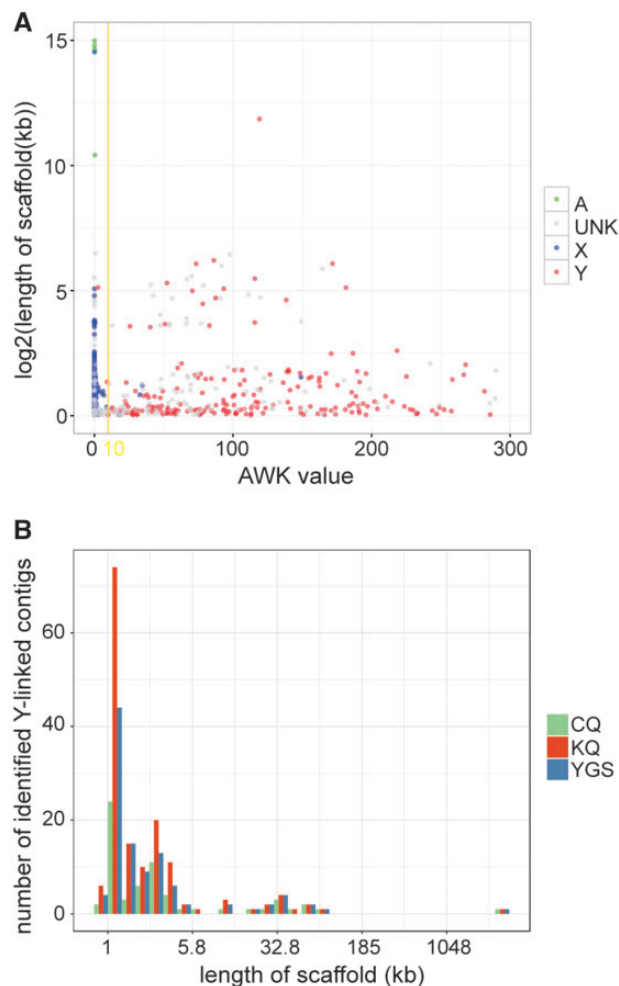 A
15
10
5
0
log2(length of scaffold(kb))
0 10 100 200 300
AWK value
A
UNK
X
Y
B
60
40
20
0
number of identified Y-linked contigs
1 5.8 32.8 185 1048
length of scaffold (kb)
CQ
KQ
YGS